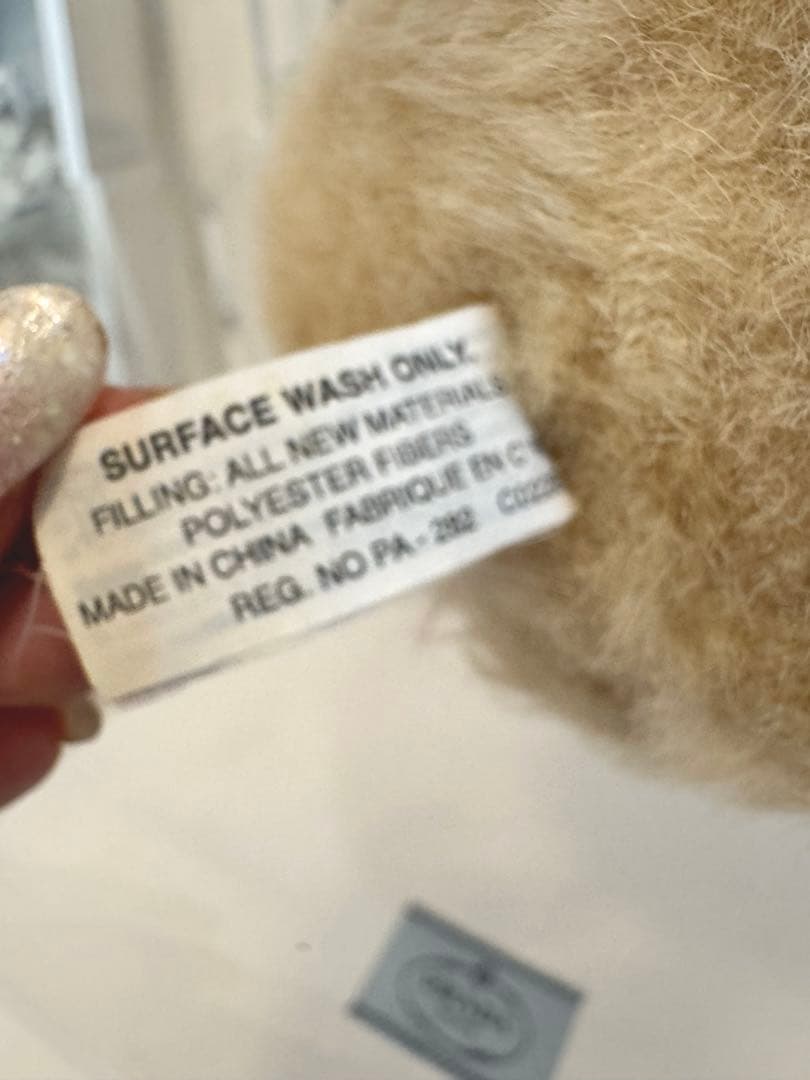 SURFACE WASH ONLY.
FILLING: ALL NEW MATERIALS
POLYESTER FIBERS
MADE IN CHINA FABRIQUE EN
REG. NO PA - 282